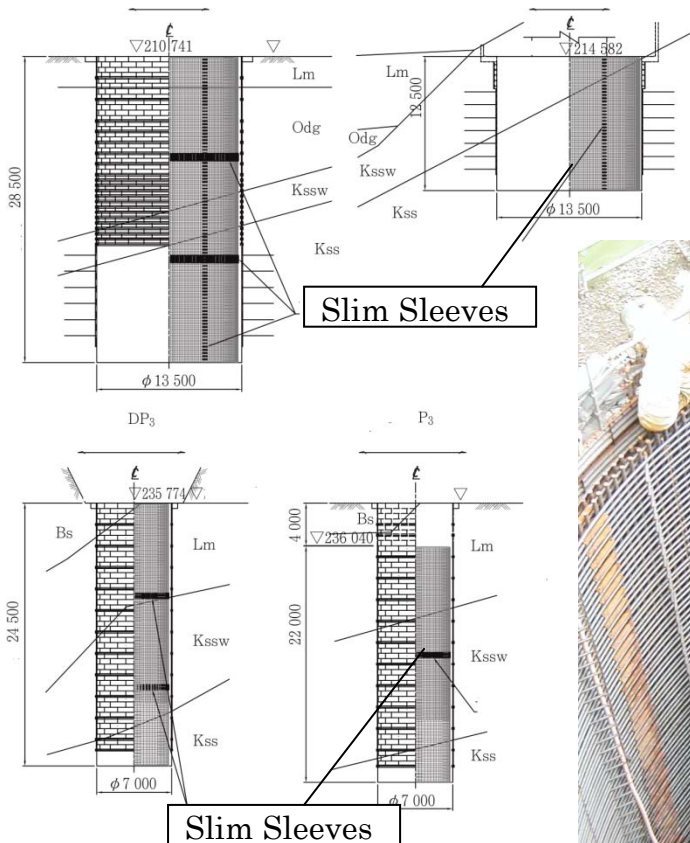 ℄
▽210 741
▽
Lm
Odg
Kssw
Kss
28 500
φ13 500
℄
▽214 582
Lm
12 500
Odg
Kssw
Kss
φ13 500
Slim Sleeves
DP₃
℄
▽235 774 ▽
Bs
Lm
Kssw
Kss
24 500
φ7 000
P₃
℄
▽
Bs
4 000
▽236 040
Lm
22 000
Kssw
Kss
φ7 000
Slim Sleeves